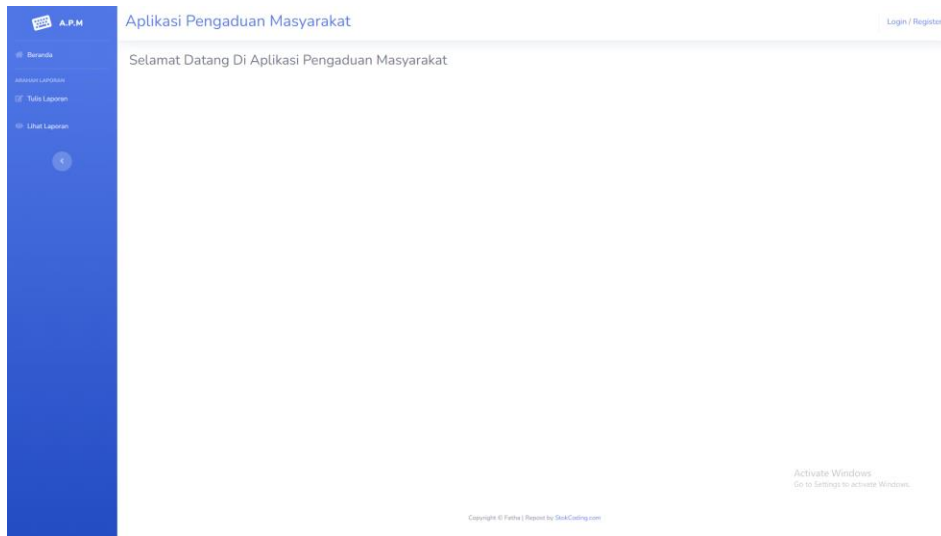 A.P.M
Aplikasi Pengaduan Masyarakat
Login / Register
Beranda
Selamat Datang Di Aplikasi Pengaduan Masyarakat
LAPORAN
Tulis Laporan
Lihat Laporan
Activate Windows
Go to Settings to activate Windows.
Copyright © Fatha | Repost by StokCoding.com